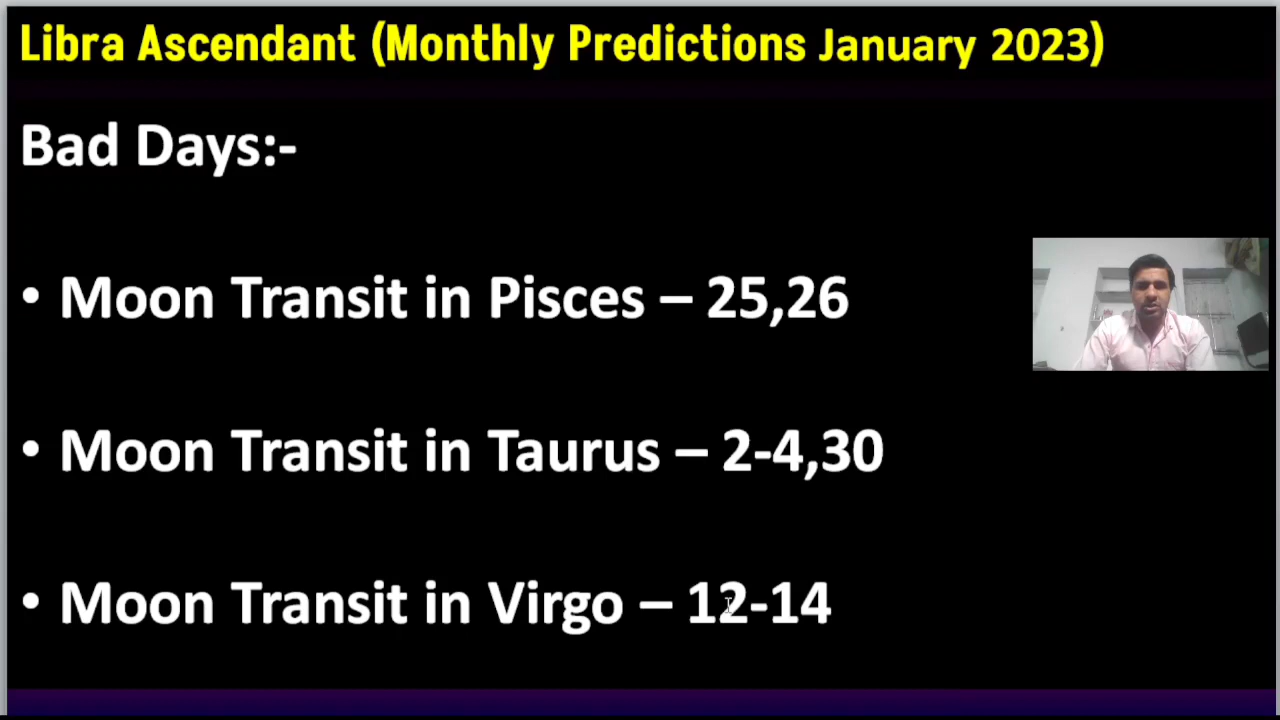 Libra Ascendant (Monthly Predictions January 2023)
Bad Days:-
• Moon Transit in Pisces – 25,26
• Moon Transit in Taurus – 2-4,30
• Moon Transit in Virgo – 12-14